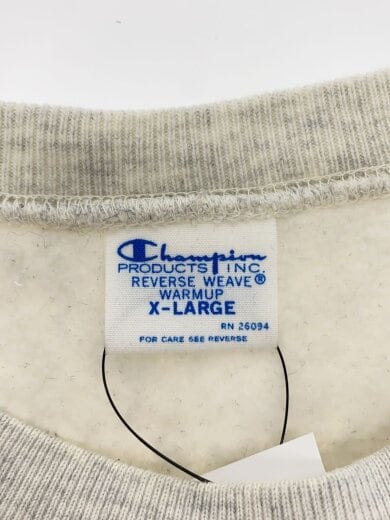 Champion
PRODUCTS INC.
REVERSE WEAVE®
WARMUP
X-LARGE
RN 26094
FOR CARE SEE REVERSE